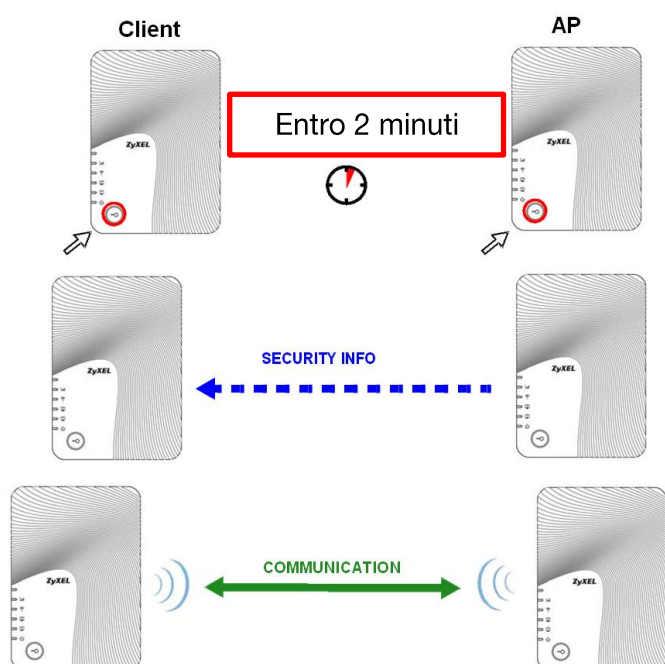 Client
AP
Entro 2 minuti
ZyXEL
ZyXEL
SECURITY INFO
ZyXEL
ZyXEL
COMMUNICATION
ZyXEL
ZyXEL